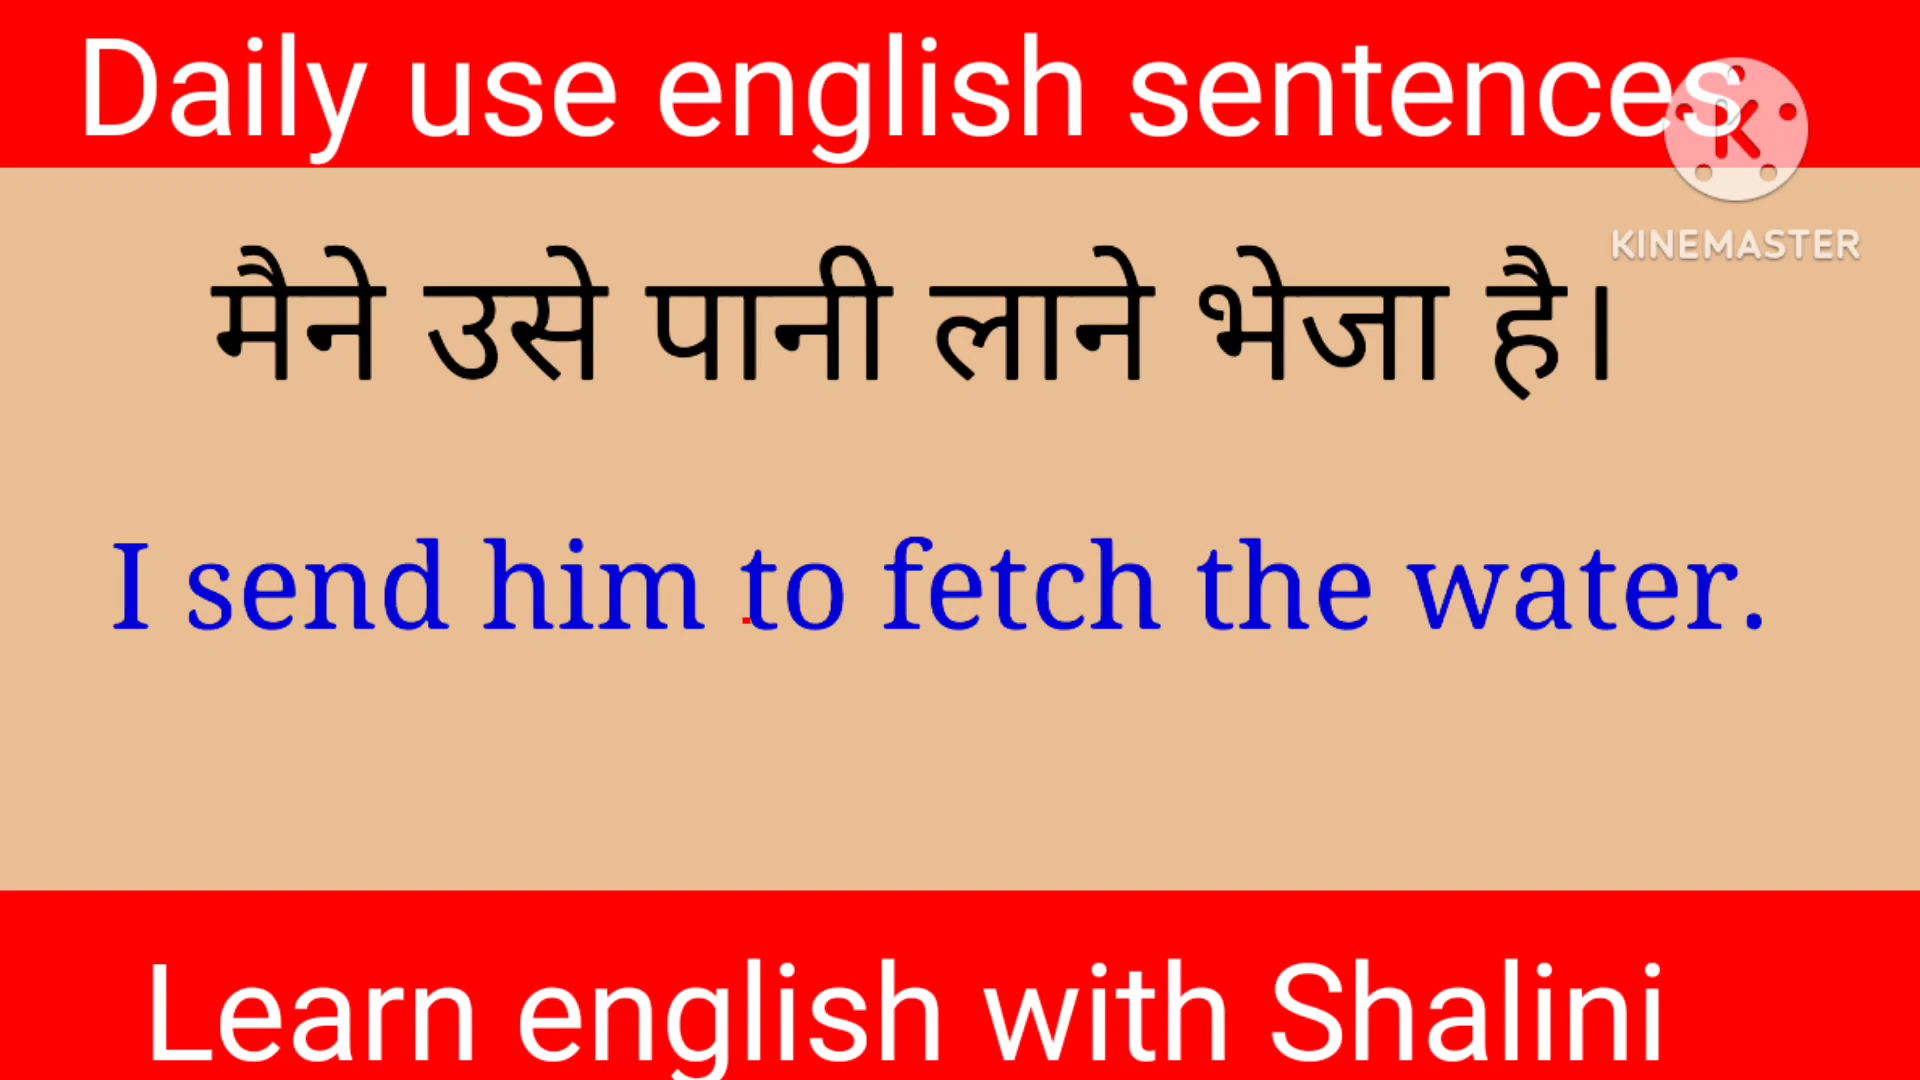 Daily use english sentences
KINEMASTER
मैने उसे पानी लाने भेजा है।
I send him to fetch the water.
Learn english with Shalini